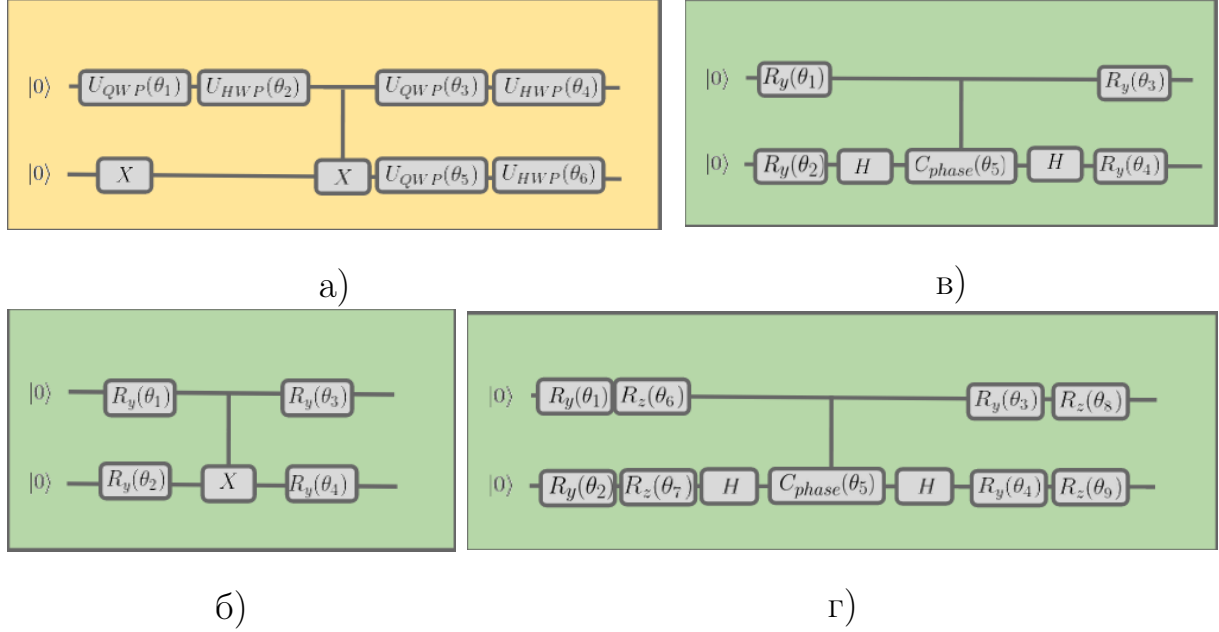 |0⟩ U_{QWP}(θ_1) U_{HWP}(θ_2) U_{QWP}(θ_3) U_{HWP}(θ_4)
|0⟩ X X U_{QWP}(θ_5) U_{HWP}(θ_6)
а)
|0⟩ R_y(θ_1) R_y(θ_3)
|0⟩ R_y(θ_2) H C_{phase}(θ_5) H R_y(θ_4)
в)
|0⟩ R_y(θ_1) R_y(θ_3)
|0⟩ R_y(θ_2) X R_y(θ_4)
б)
|0⟩ R_y(θ_1) R_z(θ_6) R_y(θ_3) R_z(θ_8)
|0⟩ R_y(θ_2) R_z(θ_7) H C_{phase}(θ_5) H R_y(θ_4) R_z(θ_9)
г)